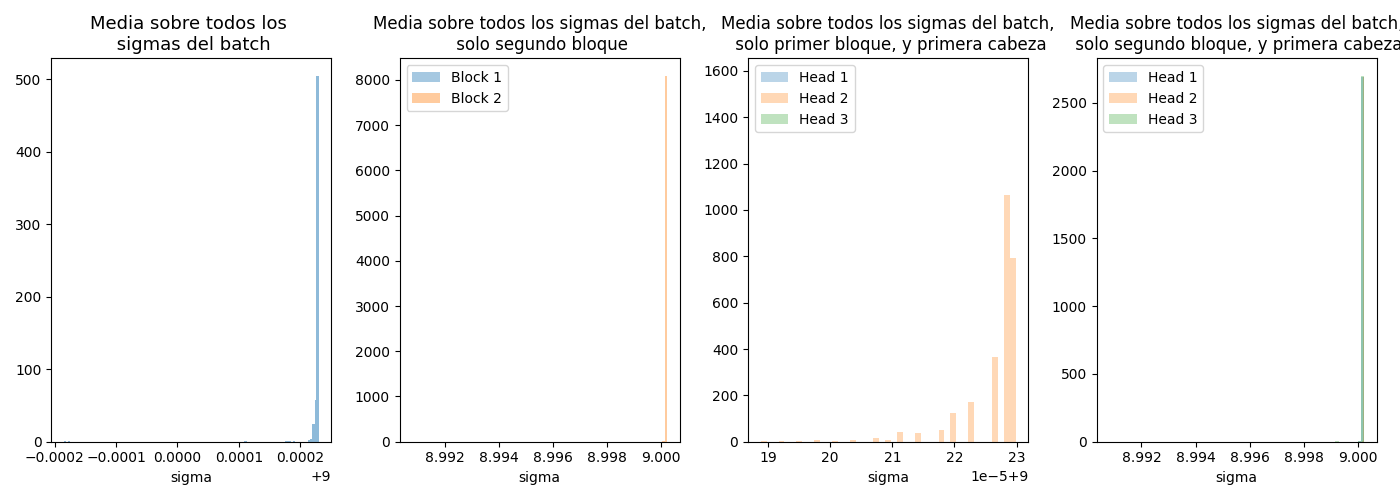 Media sobre todos los
sigmas del batch
500
400
300
200
100
0
−0.0002 −0.0001 0.0000 0.0001 0.0002
sigma
+9
Media sobre todos los sigmas del batch,
solo segundo bloque
Block 1
Block 2
8000
7000
6000
5000
4000
3000
2000
1000
0
8.992 8.994 8.996 8.998 9.000
sigma
Media sobre todos los sigmas del batch,
solo primer bloque, y primera cabeza
Head 1
Head 2
Head 3
1600
1400
1200
1000
800
600
400
200
0
19 20 21 22 23
sigma
1e−5+9
Media sobre todos los sigmas del batch,
solo segundo bloque, y primera cabeza
Head 1
Head 2
Head 3
2500
2000
1500
1000
500
0
8.992 8.994 8.996 8.998 9.000
sigma